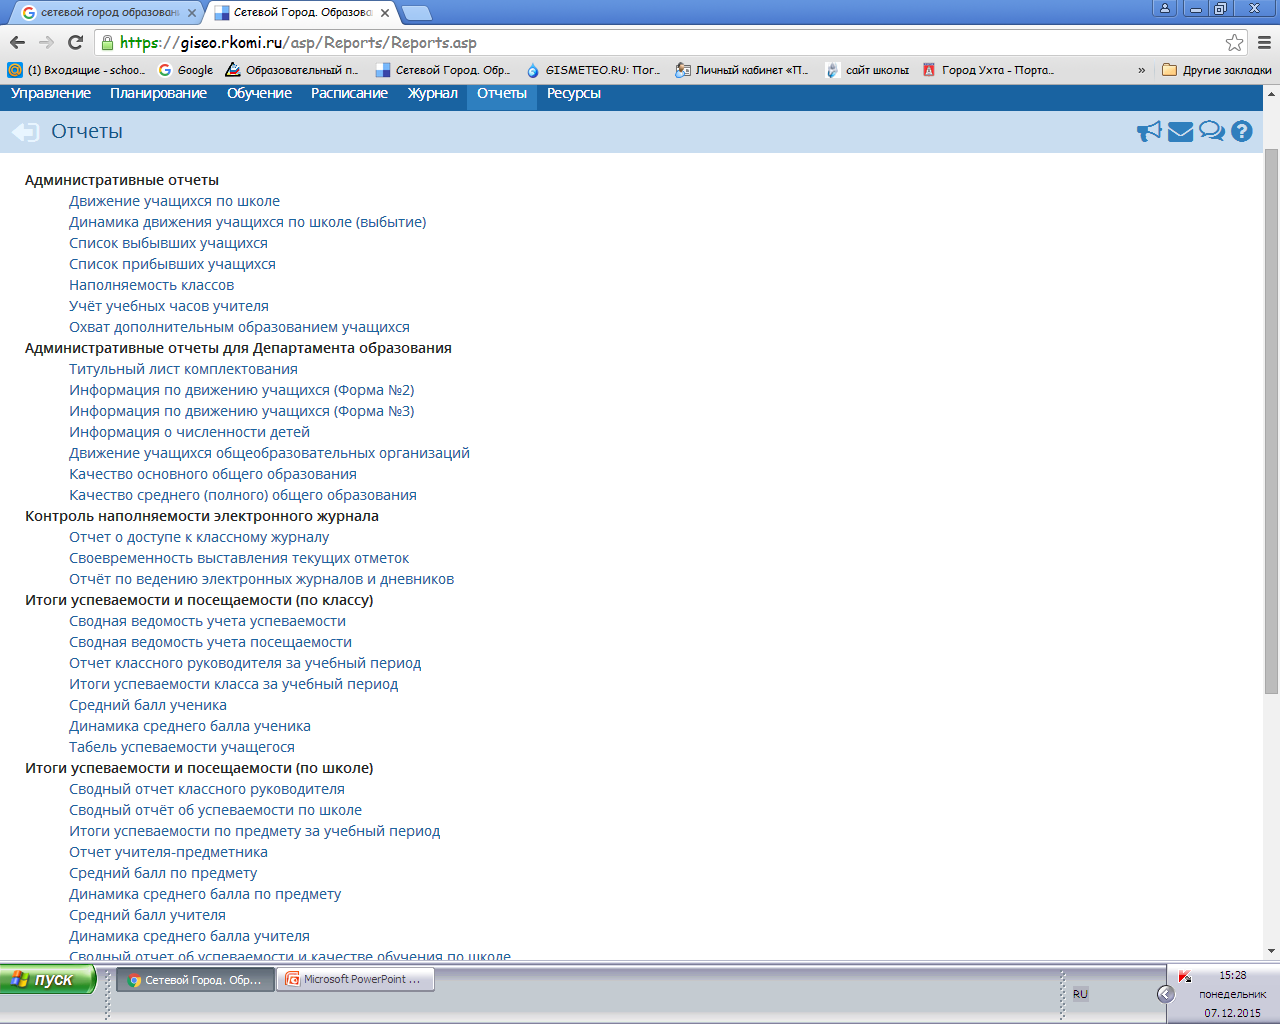 сетевой город образован
Сетевой Город. Образова
https://giseo.rkomi.ru/asp/Reports/Reports.asp
(1) Входящие - schoo...
Google
Образовательный п...
Сетевой Город. Обр...
GISMETEO.RU: Пог...
Личный кабинет «П...
сайт школы
Город Ухта - Порта...
»
Другие закладки
Управление Планирование Обучение Расписание Журнал Отчеты Ресурсы
Отчеты
Административные отчеты
Движение учащихся по школе
Динамика движения учащихся по школе (выбытие)
Список выбывших учащихся
Список прибывших учащихся
Наполняемость классов
Учёт учебных часов учителя
Охват дополнительным образованием учащихся
Административные отчеты для Департамента образования
Титульный лист комплектования
Информация по движению учащихся (Форма №2)
Информация по движению учащихся (Форма №3)
Информация о численности детей
Движение учащихся общеобразовательных организаций
Качество основного общего образования
Качество среднего (полного) общего образования
Контроль наполняемости электронного журнала
Отчет о доступе к классному журналу
Своевременность выставления текущих отметок
Отчёт по ведению электронных журналов и дневников
Итоги успеваемости и посещаемости (по классу)
Сводная ведомость учета успеваемости
Сводная ведомость учета посещаемости
Отчет классного руководителя за учебный период
Итоги успеваемости класса за учебный период
Средний балл ученика
Динамика среднего балла ученика
Табель успеваемости учащегося
Итоги успеваемости и посещаемости (по школе)
Сводный отчет классного руководителя
Сводный отчёт об успеваемости по школе
Итоги успеваемости по предмету за учебный период
Отчет учителя-предметника
Средний балл по предмету
Динамика среднего балла по предмету
Средний балл учителя
Динамика среднего балла учителя
Сводный отчет об успеваемости и качестве обучения по школе
пуск
Сетевой Город. Обр...
Microsoft PowerPoint ...
RU
15:28
понедельник
07.12.2015